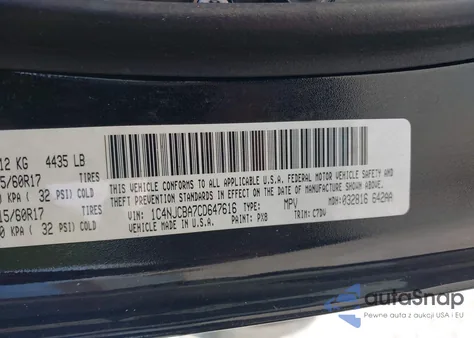 12 KG 4435 LB
5/60R17 TIRES
0 KPA ( 32 PSI) COLD
15/60R17 TIRES
0 KPA ( 32 PSI) COLD
THIS VEHICLE CONFORMS TO ALL APPLICABLE U.S.A. FEDERAL MOTOR VEHICLE SAFETY AND
THEFT PREVENTION STANDARDS IN EFFECT ON THE DATE OF MANUFACTURE SHOWN ABOVE.
VIN: 1C4NJCBA7CD647616 TYPE: MPV MDH: 032816 642AA
VEHICLE MADE IN U.S.A. PAINT: PX8 TRIM: C7DV
autoSnap
Pewne auta z aukcji USA i EU